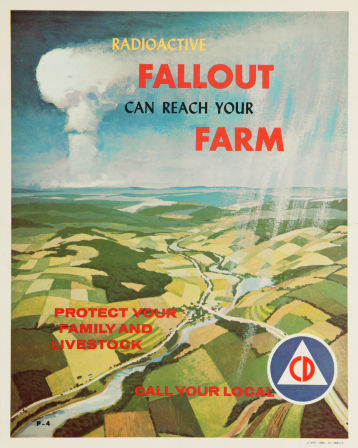 RADIOACTIVE
FALLOUT
CAN REACH YOUR
FARM
PROTECT YOUR
FAMILY AND
LIVESTOCK
CALL YOUR LOCAL
CD
P-4